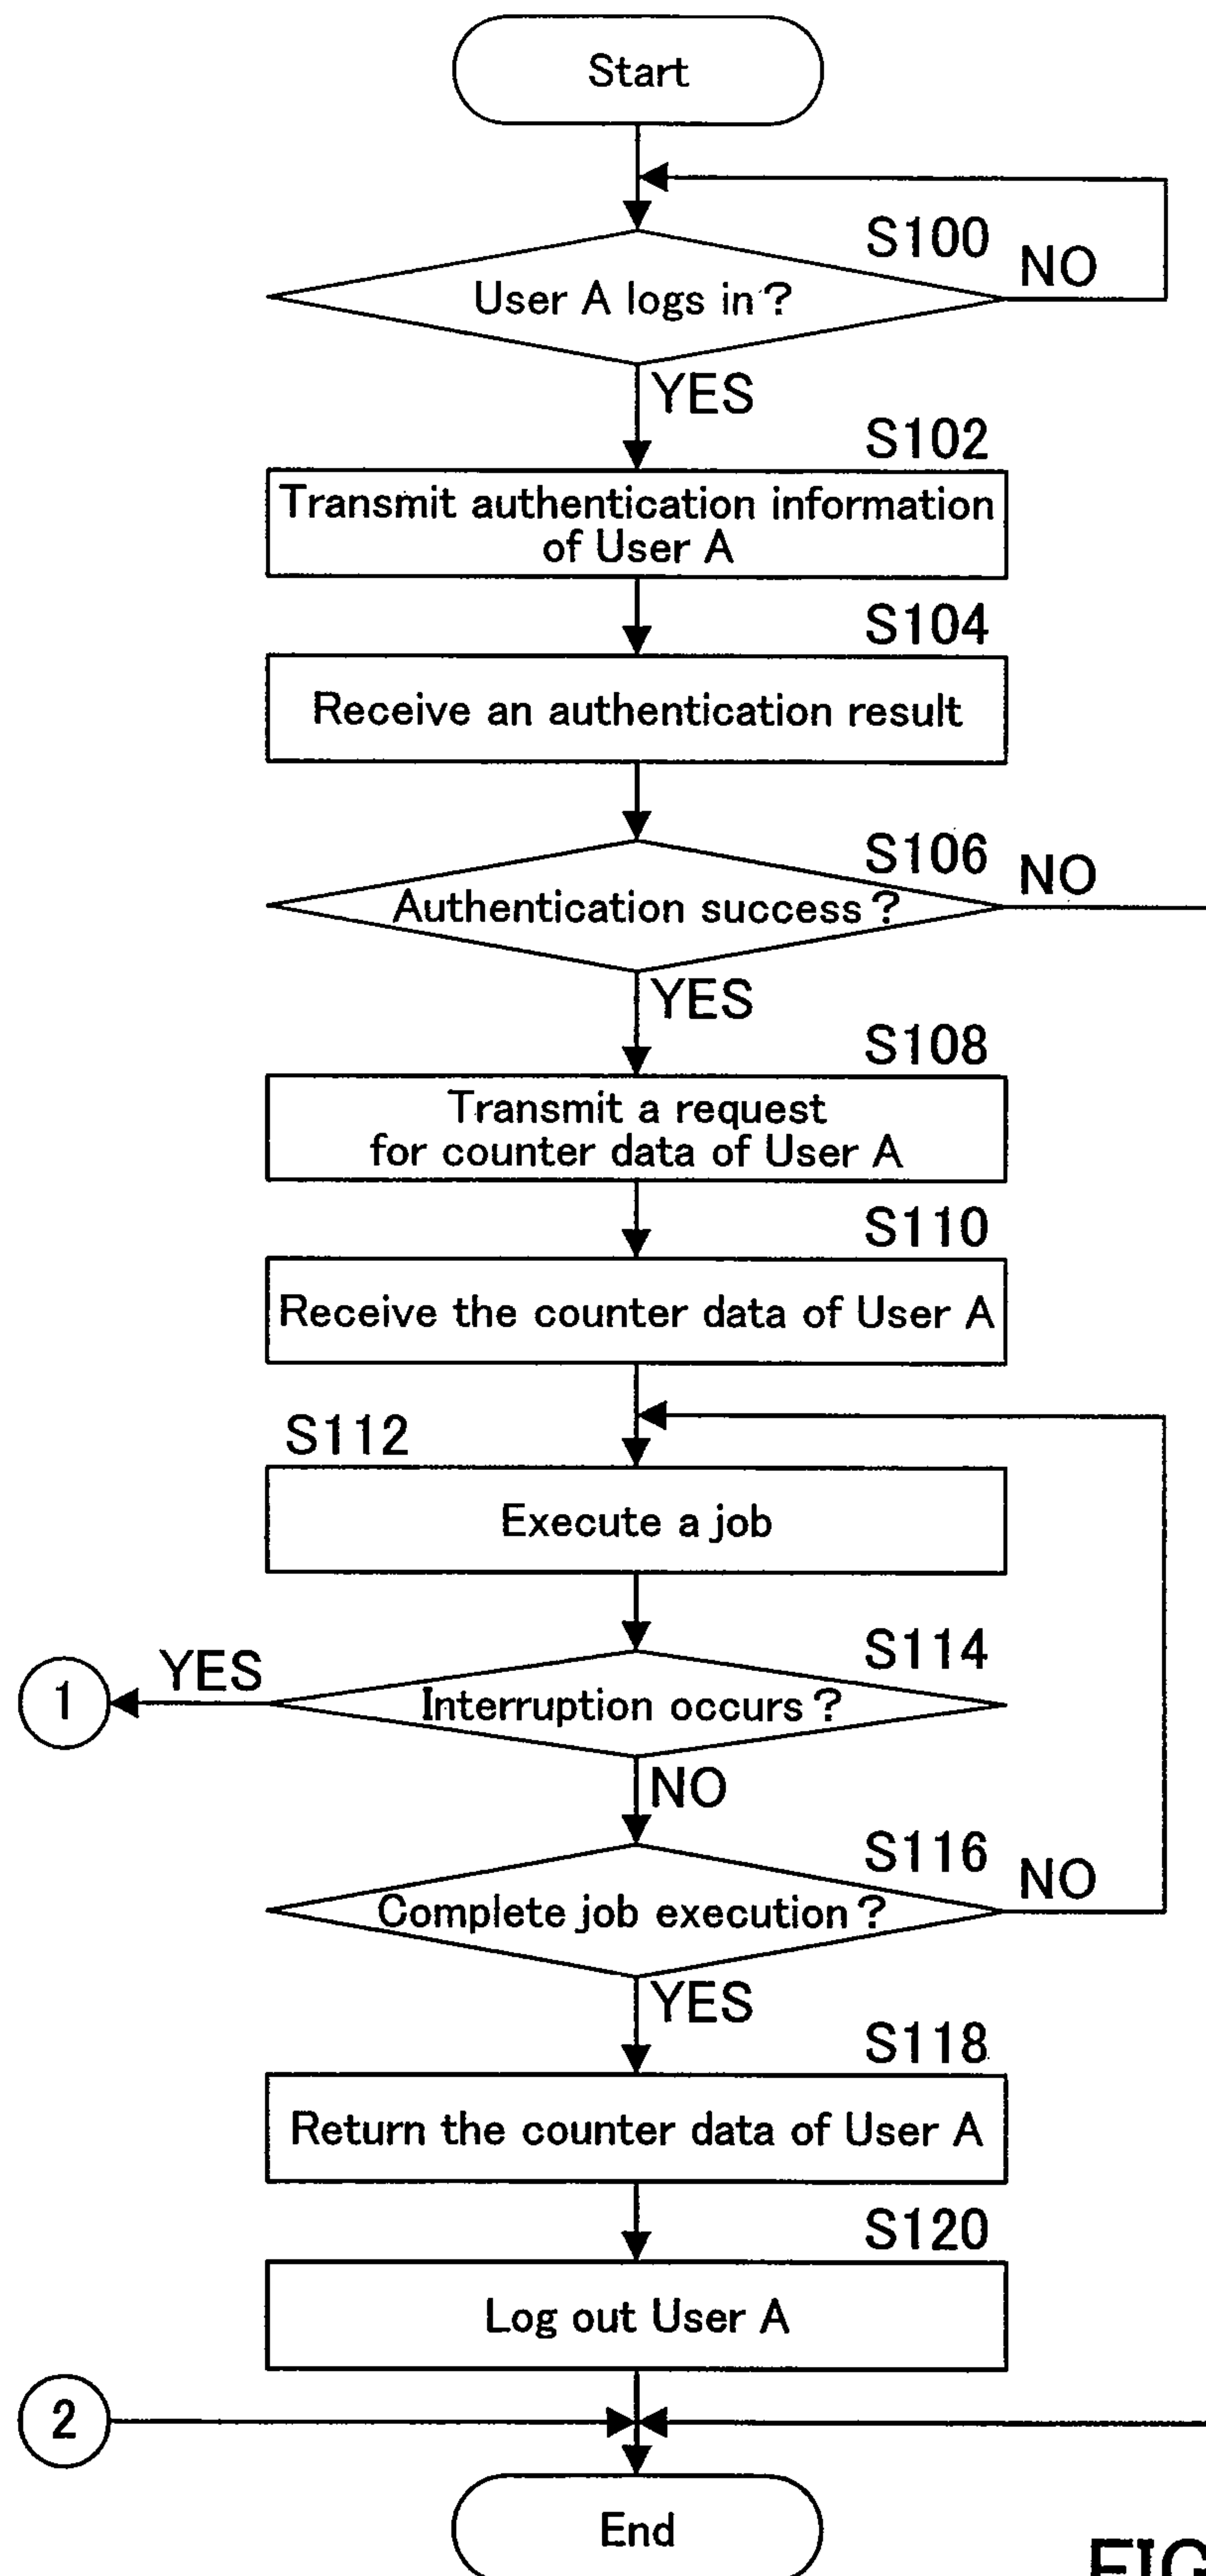 Start
S100
NO
User A logs in?
YES
S102
Transmit authentication information
of User A
S104
Receive an authentication result
S106
NO
Authentication success?
YES
S108
Transmit a request
for counter data of User A
S110
Receive the counter data of User A
S112
Execute a job
S114
YES
1
Interruption occurs?
NO
S116
NO
Complete job execution?
YES
S118
Return the counter data of User A
S120
Log out User A
2
End
FIG